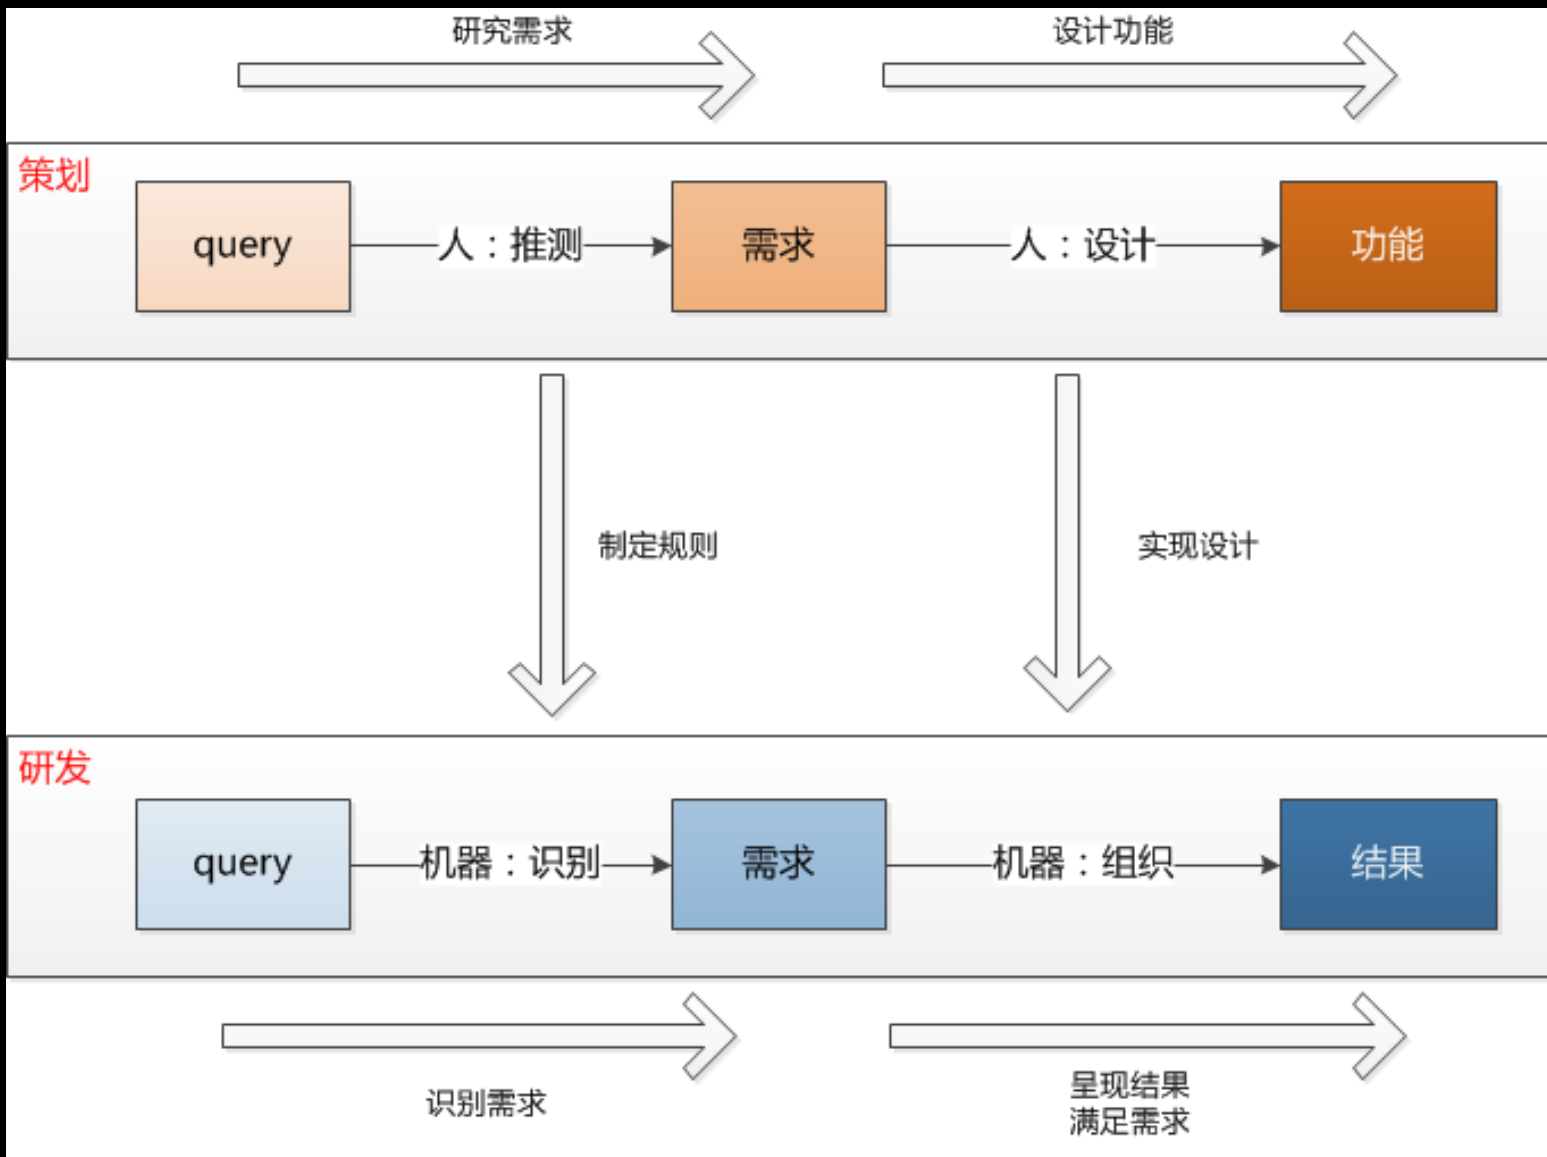 研究需求
设计功能
策划
query
人：推测
需求
人：设计
功能
制定规则
实现设计
研发
query
机器：识别
需求
机器：组织
结果
识别需求
呈现结果
满足需求